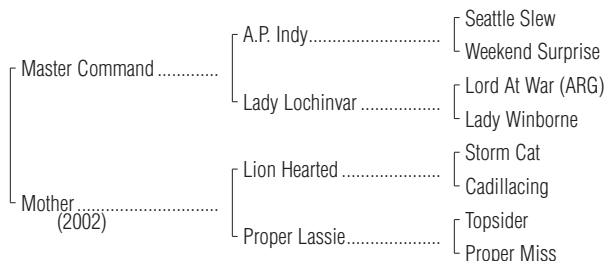 Seattle Slew
A.P. Indy..............................
Weekend Surprise
Master Command .............
Lord At War (ARG)
Lady Lochinvar ..................
Lady Winborne
Storm Cat
Lion Hearted ......................
Cadillacing
Mother................................
(2002)
Topsider
Proper Lassie.....................
Proper Miss